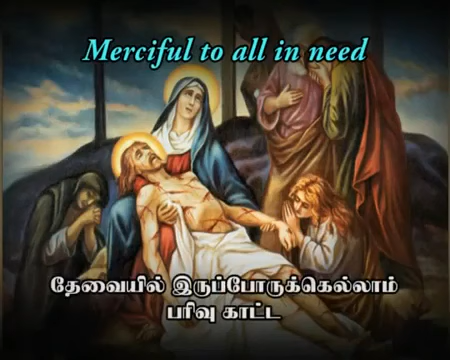 Merciful to all in need
தேவையில் இருப்போருக்கெல்லாம்
பரிவு காட்ட